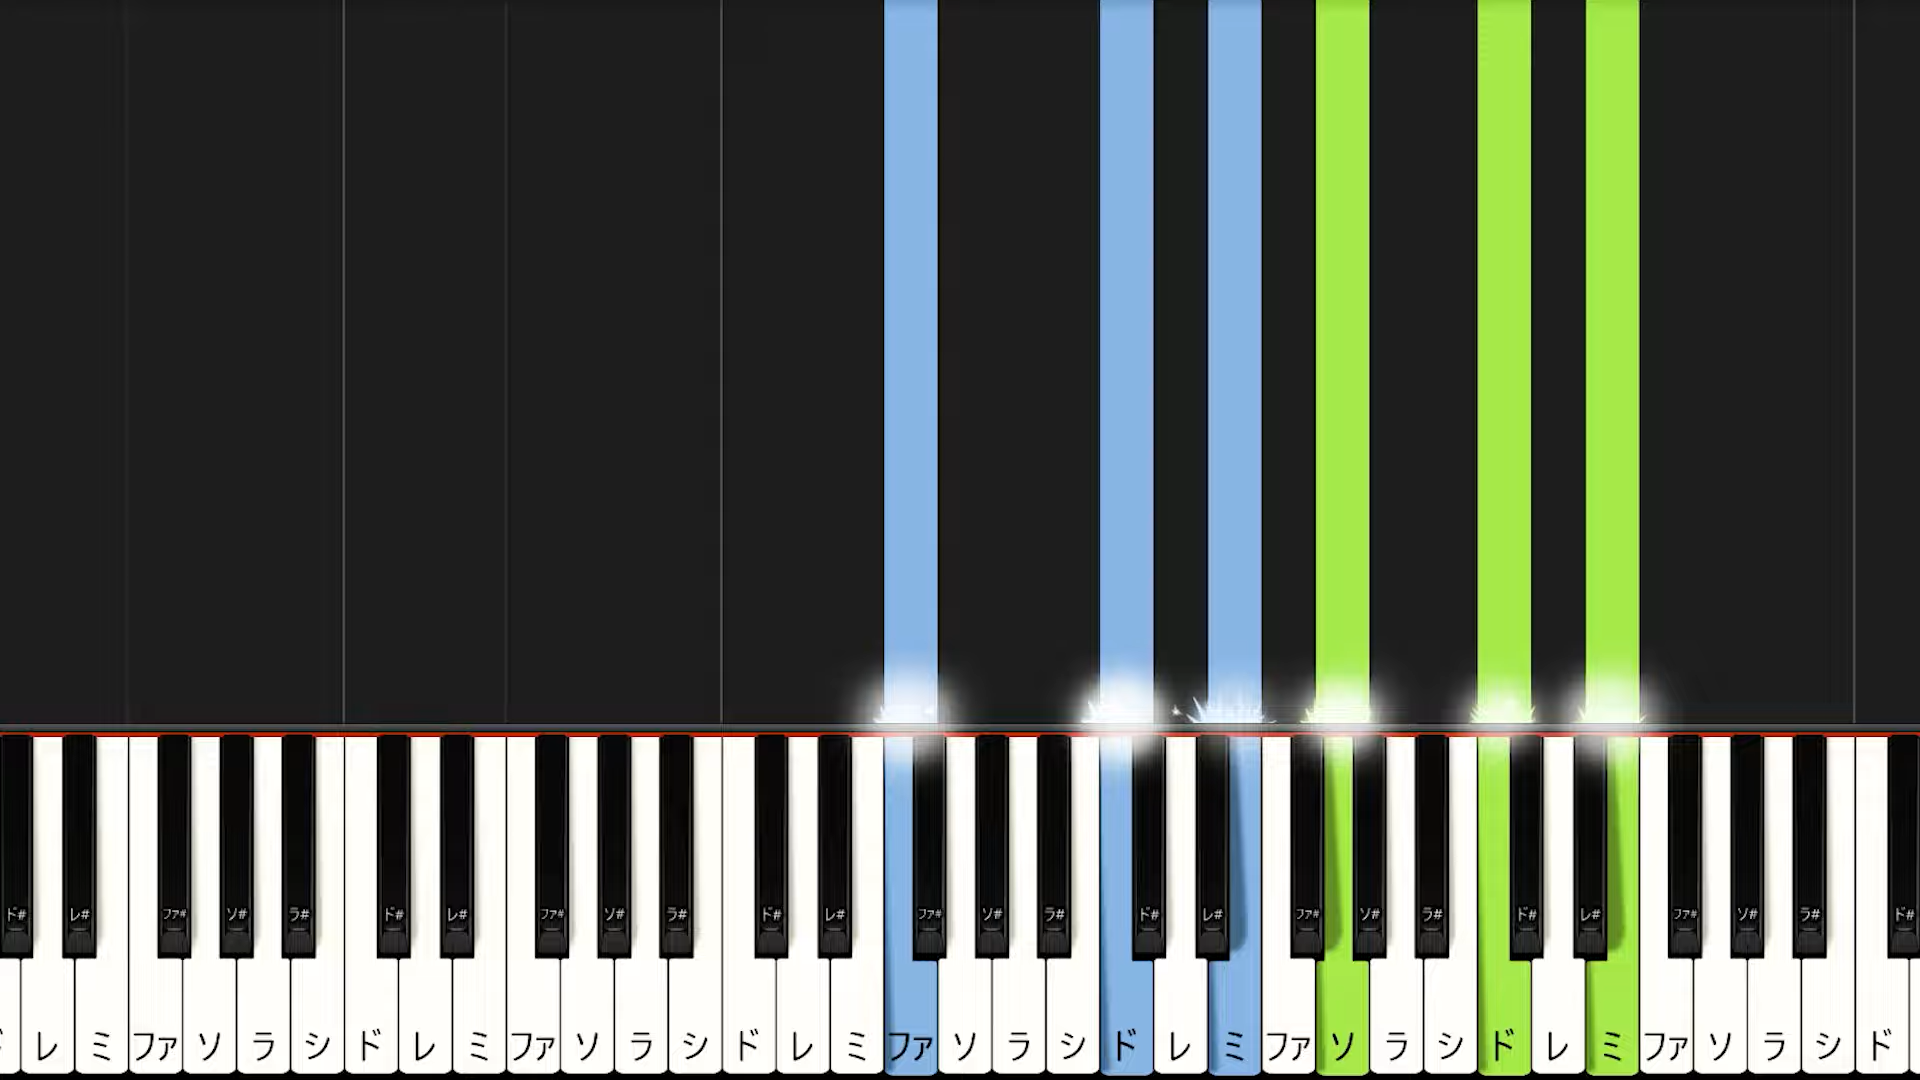 ド# レ# ファ# ソ# ラ# ド# レ# ファ# ソ# ラ# ド# レ# ファ# ソ# ラ# ド# レ# ファ# ソ# ラ# ド# レ# ファ# ソ# ラ# ド#
レ ミ ファ ソ ラ シ ド レ ミ ファ ソ ラ シ ド レ ミ ファ ソ ラ シ ド レ ミ ファ ソ ラ シ ド レ ミ ファ ソ ラ シ ド